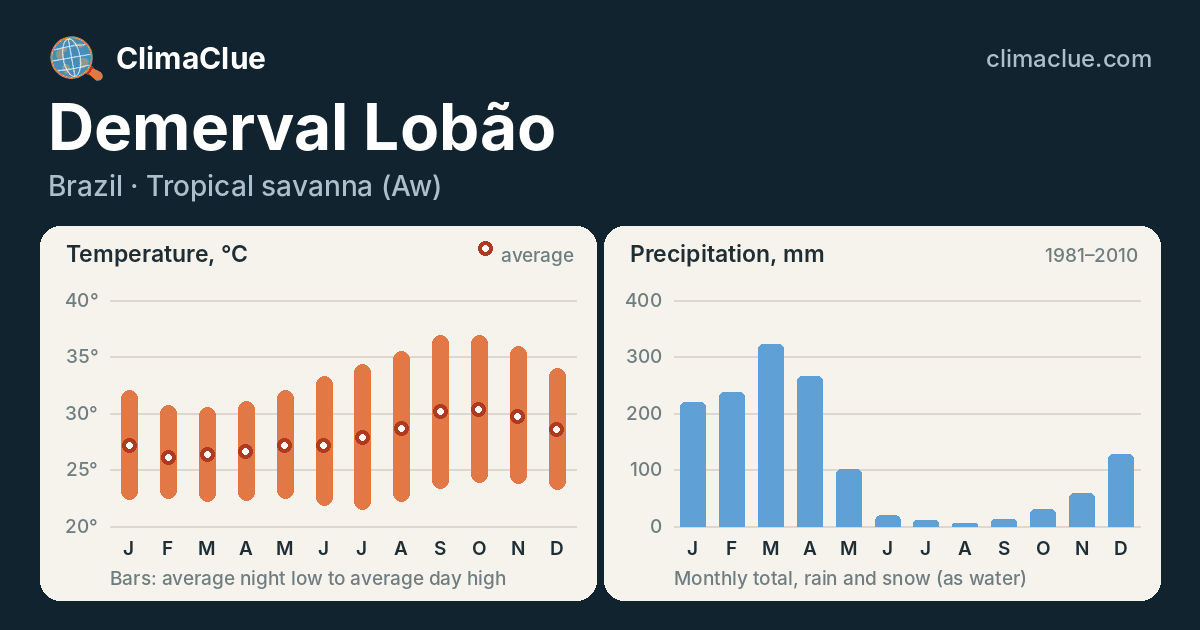 ClimaClue
climaclue.com
Demerval Lobão
Brazil · Tropical savanna (Aw)
Temperature, °C
average
40°
35°
30°
25°
20°
J F M A M J J A S O N D
Bars: average night low to average day high
Precipitation, mm
1981–2010
400
300
200
100
0
J F M A M J J A S O N D
Monthly total, rain and snow (as water)